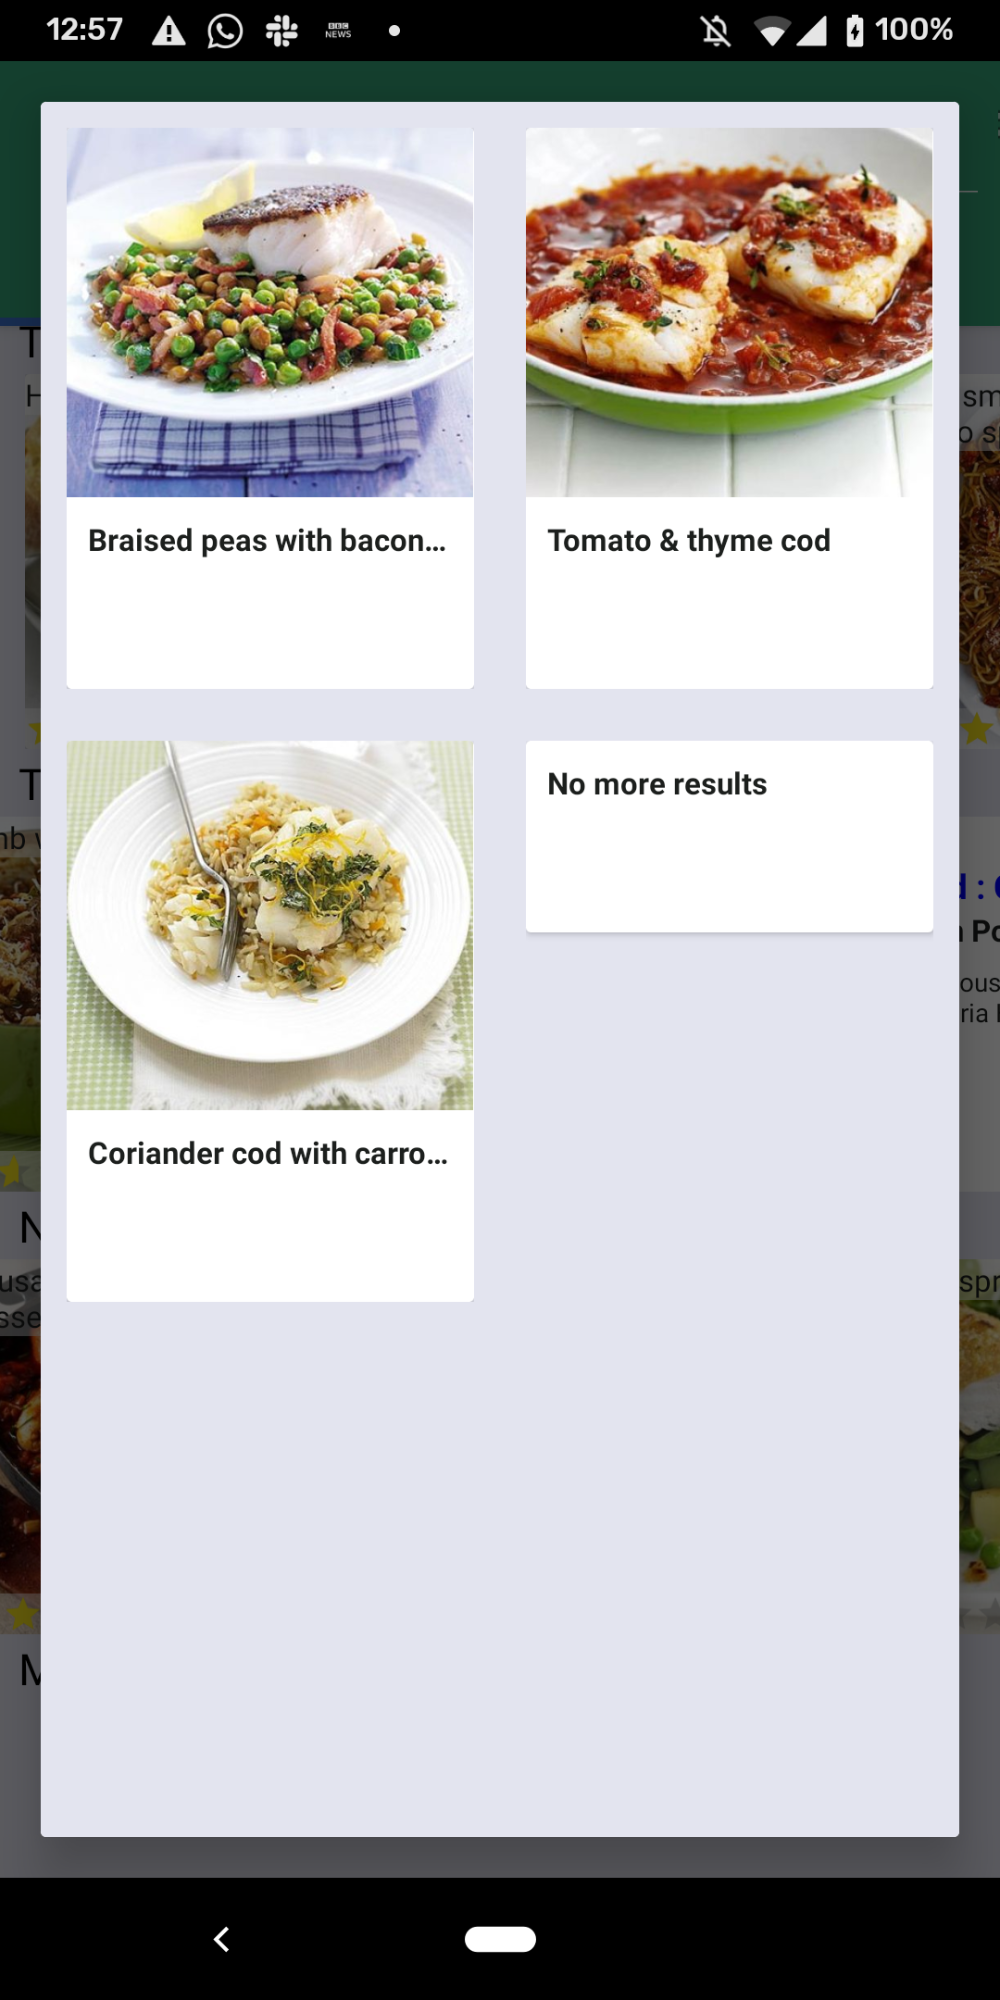 12:57
BBC
NEWS
100%
Braised peas with bacon...
Tomato & thyme cod
Coriander cod with carro...
No more results